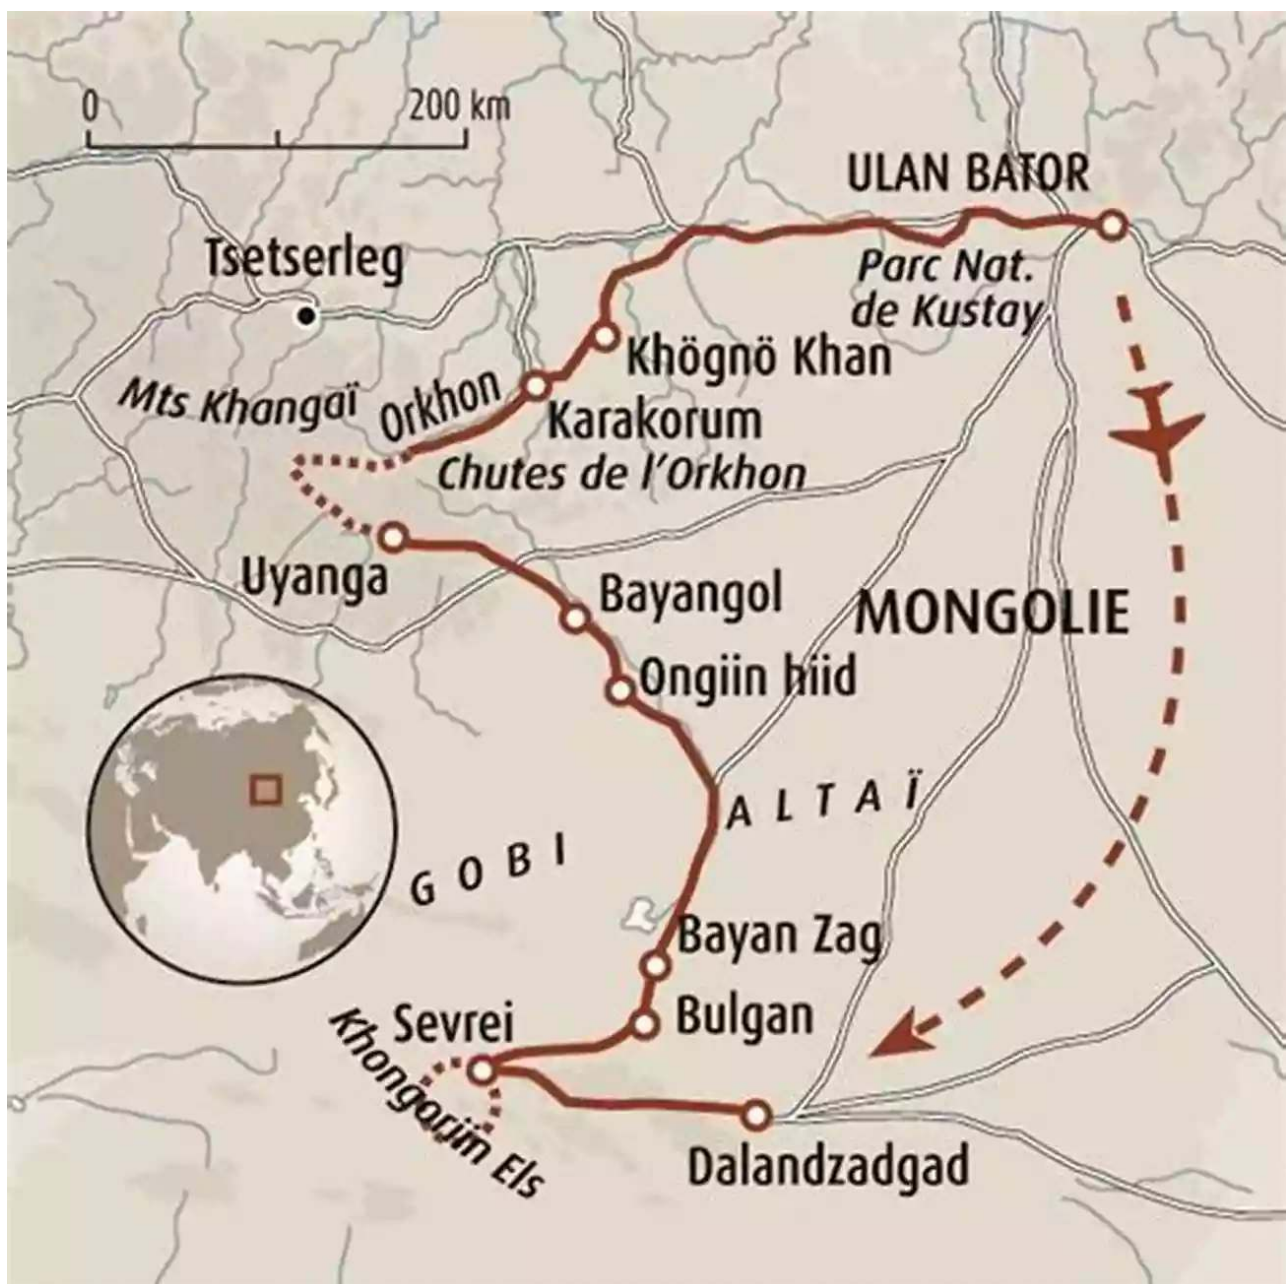 0 200 km
ULAN BATOR
Tsetserleg
Parc Nat.
de Kustay
Khögnö Khan
Mts Khangaï
Orkhon
Karakorum
Chutes de l'Orkhon
Uyanga
Bayangol
MONGOLIE
Ongiin hiid
ALTAÏ
GOBI
Bayan Zag
Sevrei
Bulgan
Khongoriin Els
Dalandzadgad